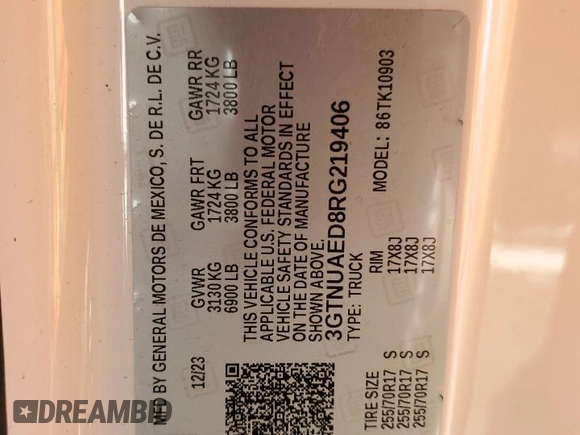 MFD BY GENERAL MOTORS DE MEXICO, S. DE R.L. DE C.V.
12/23 GVWR GAWR FRT GAWR RR
3130 KG 1724 KG 1724 KG
6900 LB 3800 LB 3800 LB
THIS VEHICLE CONFORMS TO ALL
APPLICABLE U.S. FEDERAL MOTOR
VEHICLE SAFETY STANDARDS IN EFFECT
ON THE DATE OF MANUFACTURE
SHOWN ABOVE.
3GTNUAED8RG219406
TYPE: TRUCK MODEL: 86TK10903
TIRE SIZE RIM
255/70R17 S 17X8J
255/70R17 S 17X8J
255/70R17 S 17X8J
DREAMBID